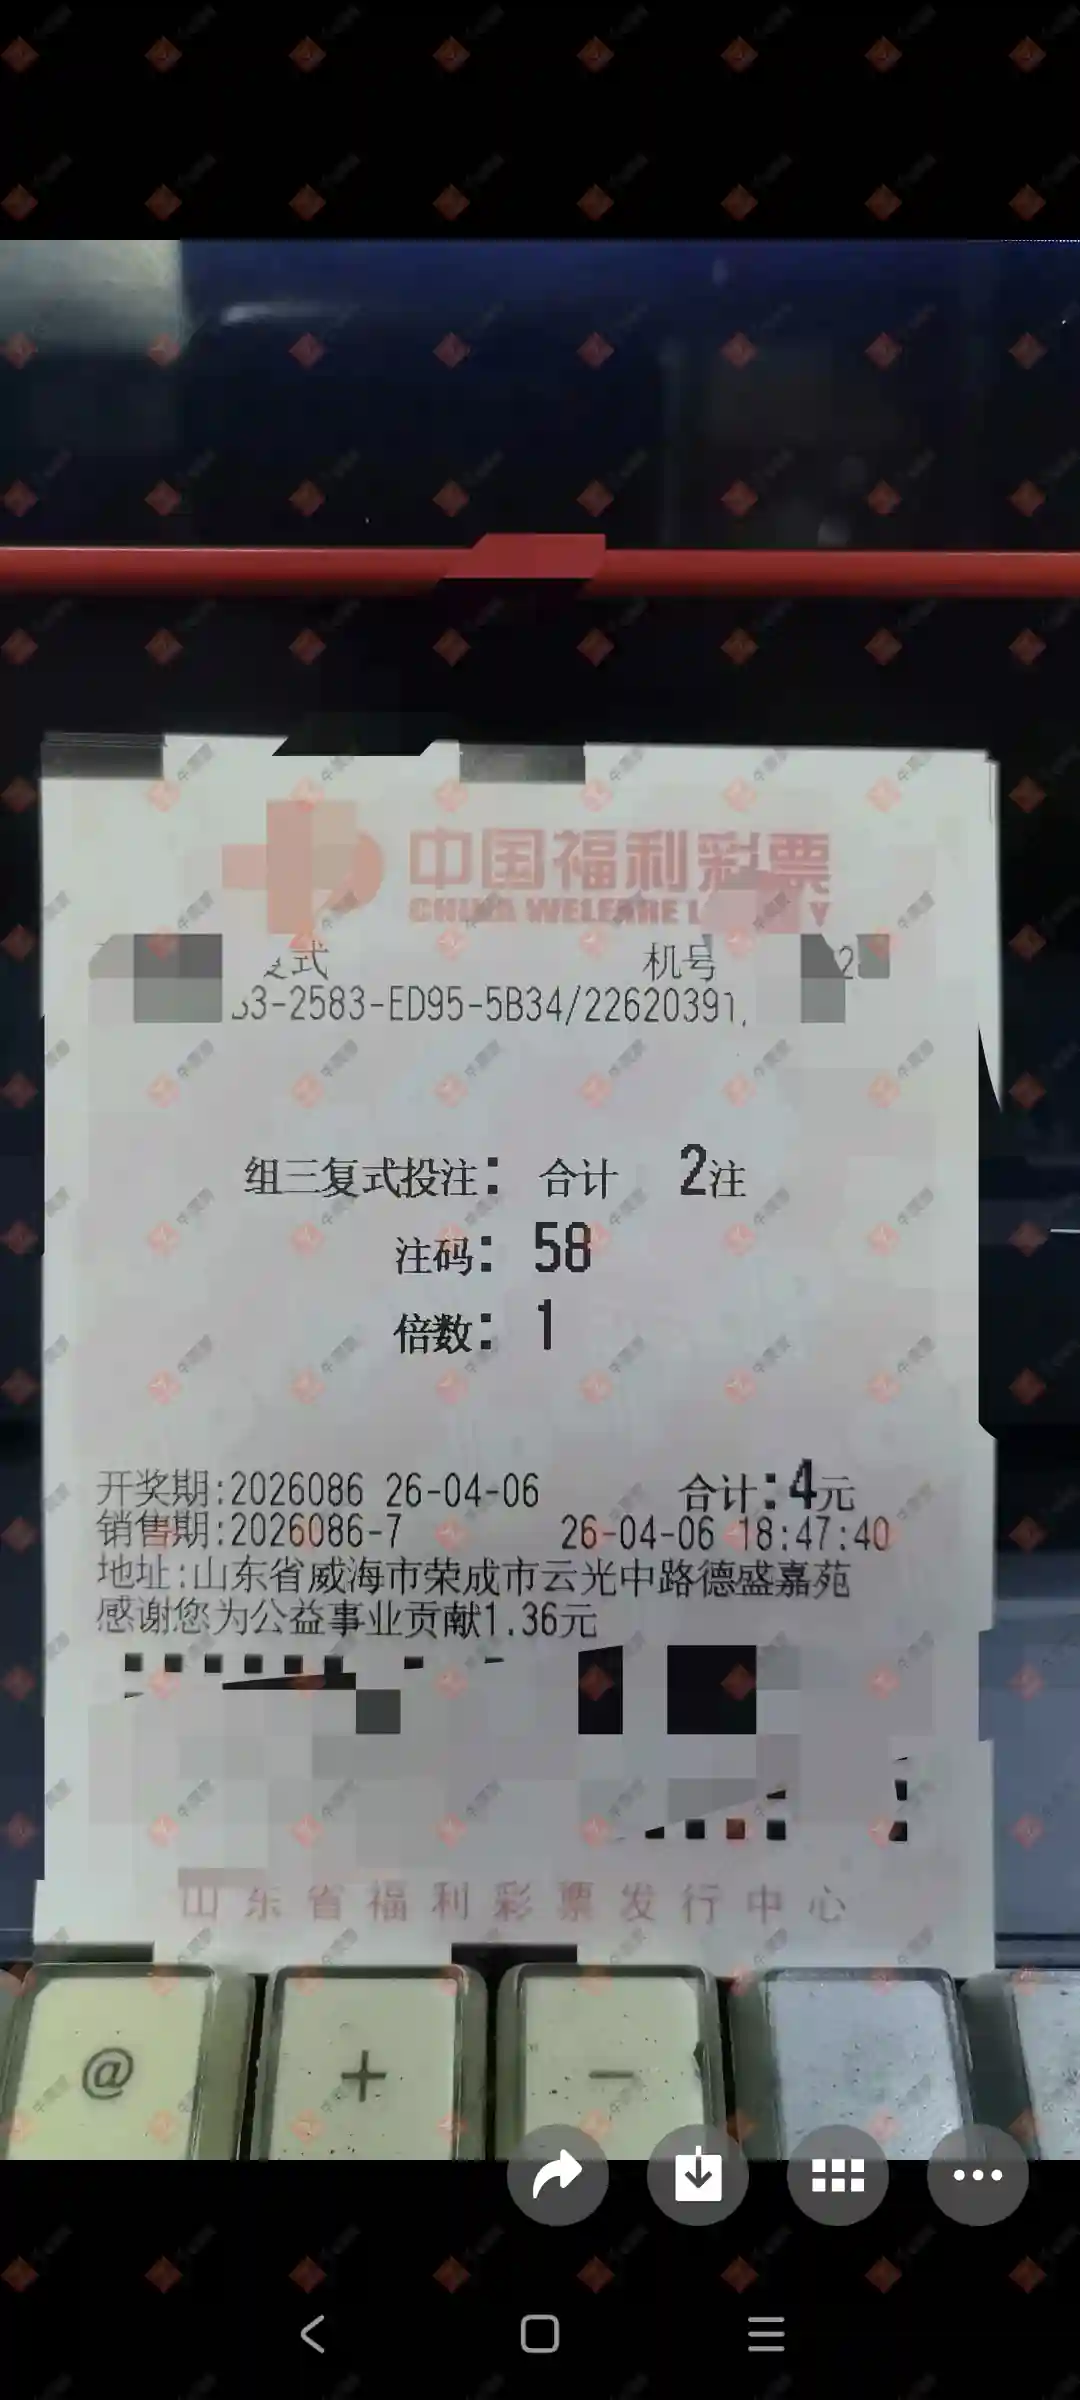 中国福利彩票
CHINA WELFARE
式 机号
3-2583-ED95-5B34/22620391
组三复式投注: 合计 2注
注码: 58
倍数: 1
开奖期:2026086 26-04-06 合计:4元
销售期:2026086-7 26-04-06 18:47:40
地址:山东省威海市荣成市云光中路德盛嘉苑
感谢您为公益事业贡献1.36元
山东省福利彩票发行中心
@ + -